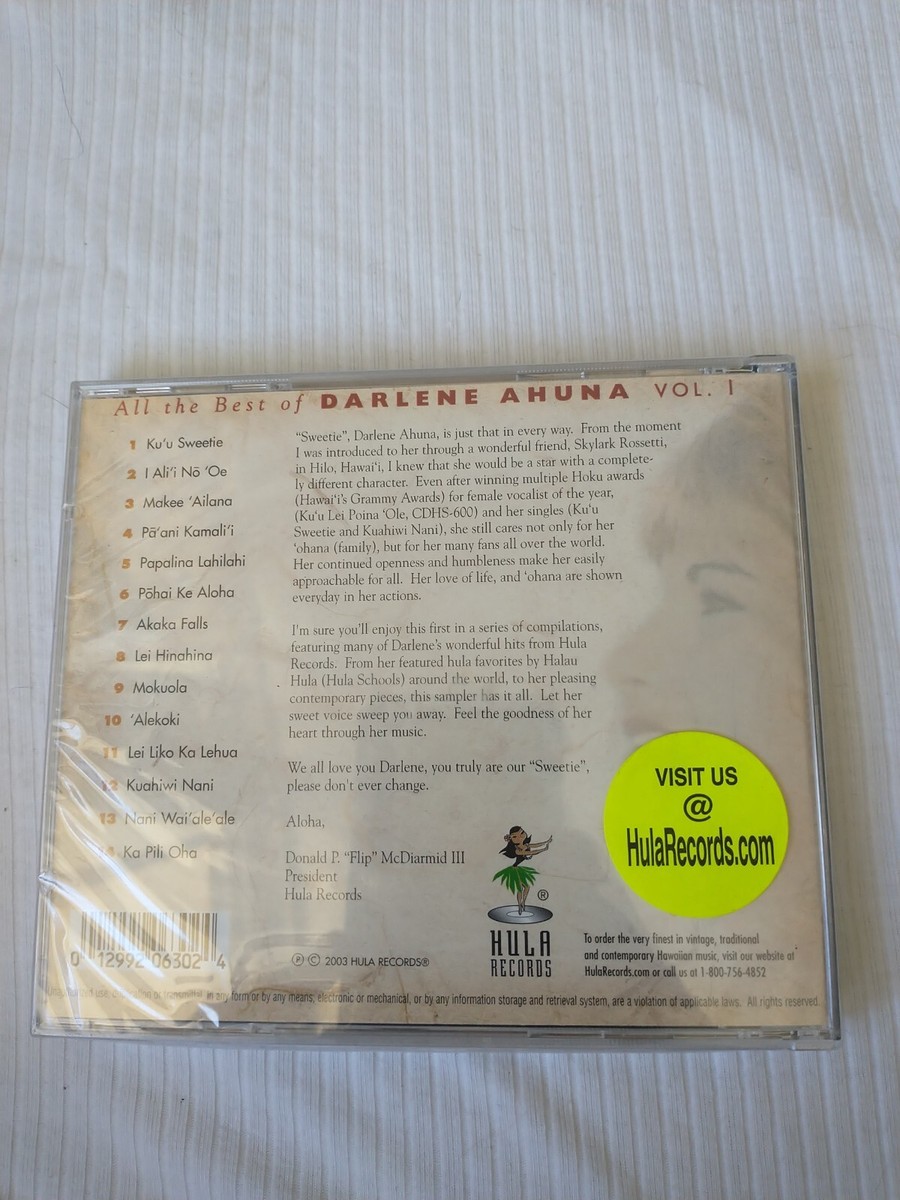 All the Best of DARLENE AHUNA VOL. 1
1 Ku'u Sweetie
2 I Ali'i Nō 'Oe
3 Makee 'Ailana
4 Pā'ani Kamali'i
5 Papalina Lahilahi
6 Pōhai Ke Aloha
7 Akaka Falls
8 Lei Hinahina
9 Mokuola
10 'Alekoki
11 Lei Liko Ka Lehua
12 Kuahiwi Nani
13 Nani Wai'ale'ale
14 Ka Pili Oha
"Sweetie", Darlene Ahuna, is just that in every way. From the moment
I was introduced to her through a wonderful friend, Skylark Rossetti,
in Hilo, Hawai'i, I knew that she would be a star with a complete-
ly different character. Even after winning multiple Hoku awards
(Hawai'i's Grammy Awards) for female vocalist of the year,
(Ku'u Lei Poina 'Ole, CDHS-600) and her singles (Ku'u
Sweetie and Kuahiwi Nani), she still cares not only for her
'ohana (family), but for her many fans all over the world.
Her continued openness and humbleness make her easily
approachable for all. Her love of life, and 'ohana are shown
everyday in her actions.
I'm sure you'll enjoy this first in a series of compilations,
featuring many of Darlene's wonderful hits from Hula
Records. From her featured hula favorites by Halau
Hula (Hula Schools) around the world, to her pleasing
contemporary pieces, this sampler has it all. Let her
sweet voice sweep you away. Feel the goodness of her
heart through her music.
We all love you Darlene, you truly are our "Sweetie",
please don't ever change.
Aloha,
Donald P. "Flip" McDiarmid III
President
Hula Records
VISIT US
@
HulaRecords.com
®
HULA
RECORDS
To order the very finest in vintage, traditional
and contemporary Hawaiian music, visit our website at
HulaRecords.com or call us at 1-800-756-4852
0 12992 06302 4
℗ © 2003 HULA RECORDS®
in any form or by any means, electronic or mechanical, or by any information storage and retrieval system, are a violation of applicable laws. All rights reserved.